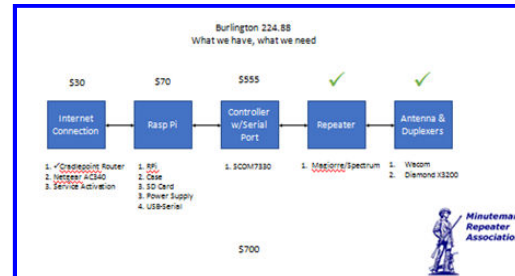 Burlington 224.88
What we have, what we need
$30
$70
$555
✓
✓
Internet
Connection
Rasp Pi
Controller
w/Serial
Port
Repeater
Antenna &
Duplexers
1. ✓Cradlepoint Router
2. Netgear AC340
3. Service Activation
1. RPi
2. Case
3. SD Card
3. Power Supply
4. USB-Serial
1. SCOM7330
1. Magiorre/Spectrum
1. Wacom
2. Diamond X3200
$700
Minuteman
Repeater
Association